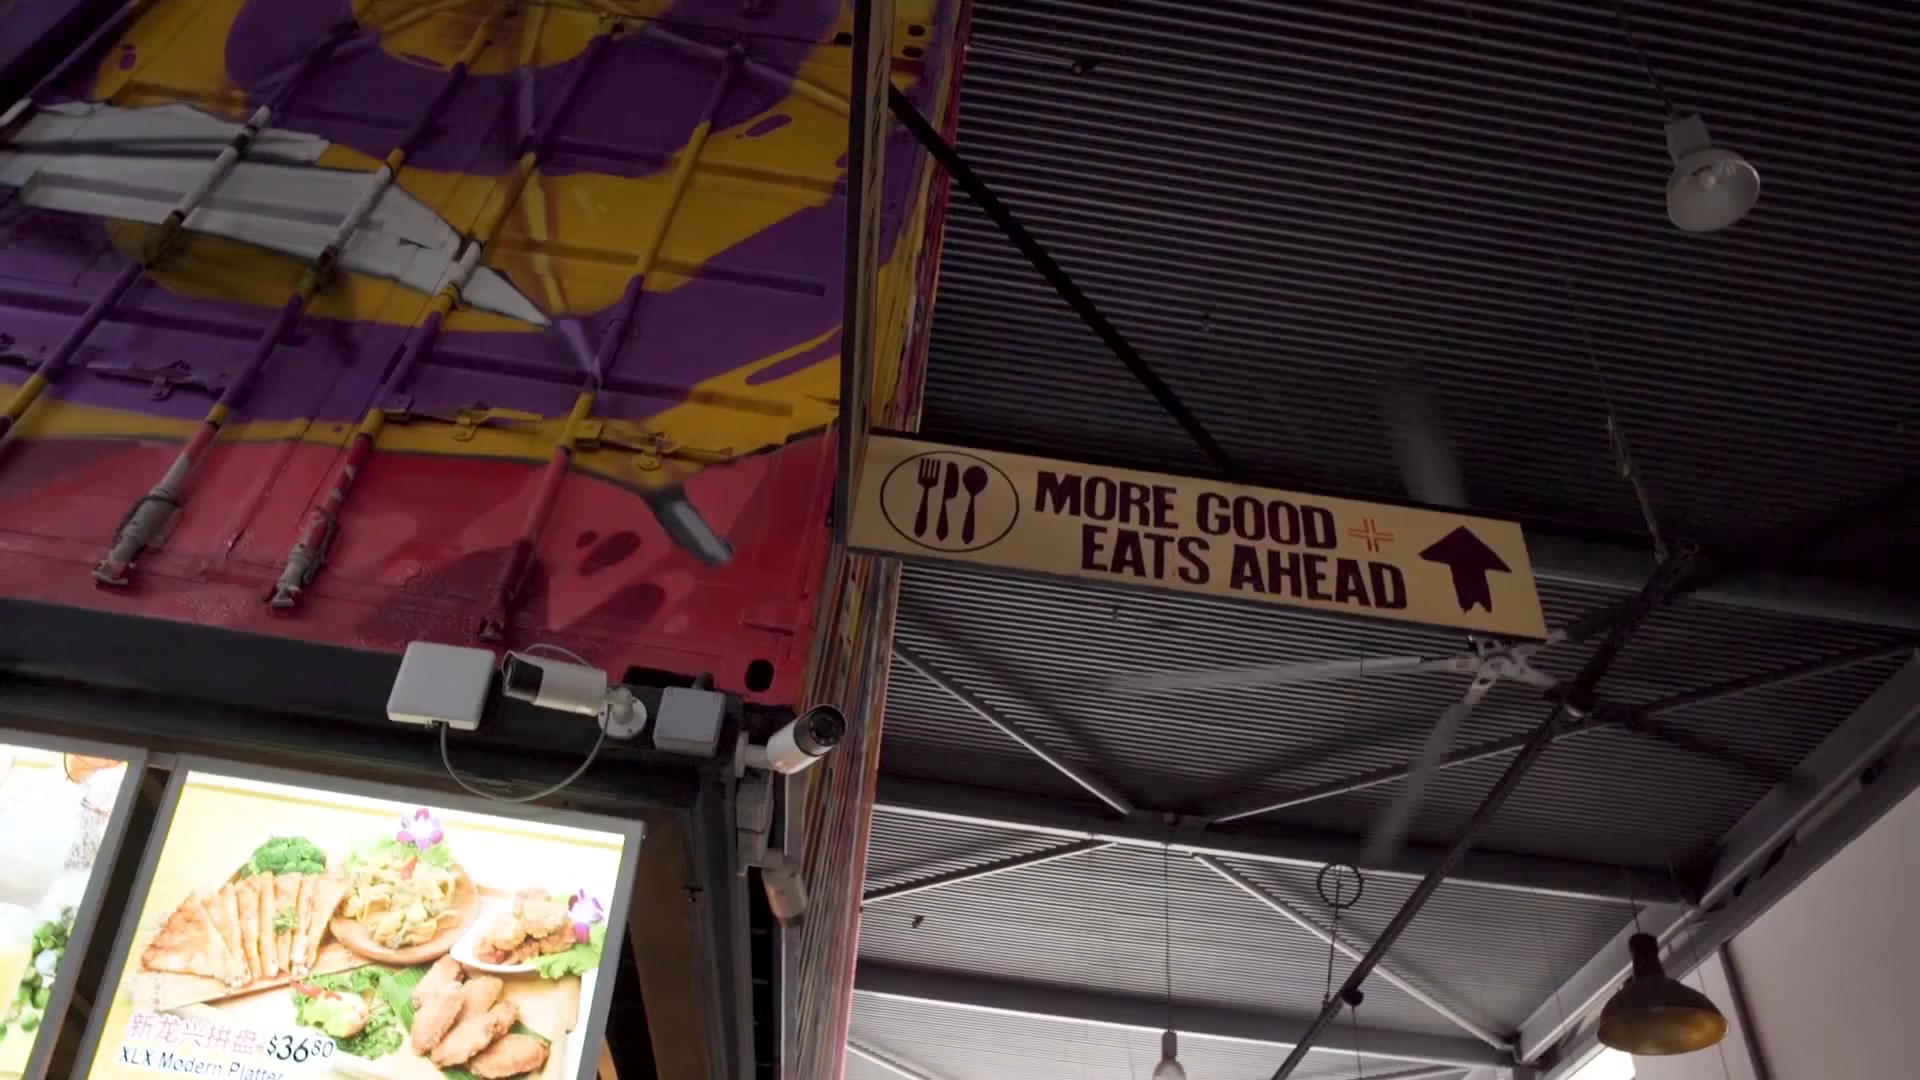 MORE GOOD
EATS AHEAD
新龙兴拼盘 $36.80
XLX Modern Platter